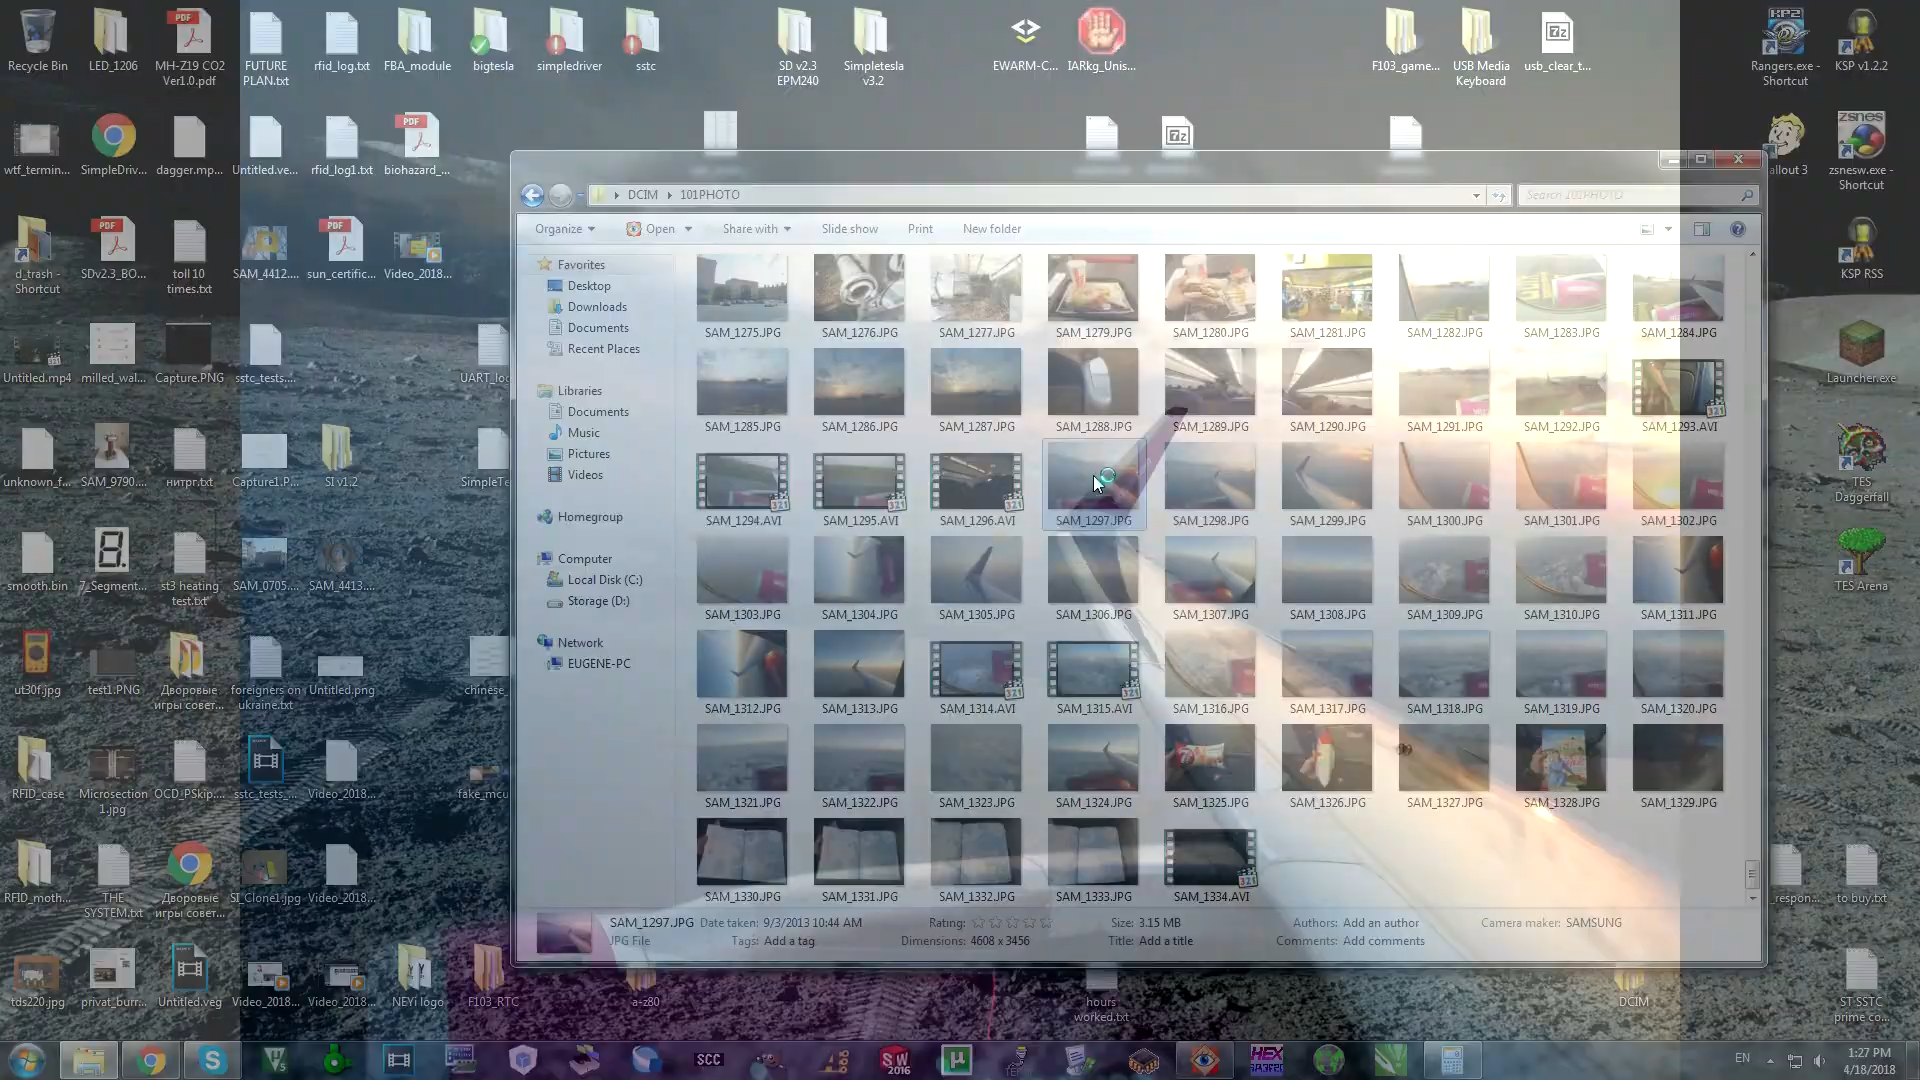 Recycle Bin
LED_1206
MH-Z19 CO2
Ver1.0.pdf
FUTURE
PLAN.txt
rfid_log.txt
FBA_module
bigtesla
simpledriver
sstc
SD v2.3
EPM240
Simpletesla
v3.2
EWARM-C...
IARkg_Unis...
F103_game...
USB Media
Keyboard
usb_clear_t...
Rangers.exe -
Shortcut
KSP v1.2.2
wtf_termin...
SimpleDriv...
dagger.mp...
Untitled.ve...
rfid_log1.txt
biohazard_...
allout 3
zsnesw.exe -
Shortcut
d_trash -
Shortcut
SDv2.3_BO...
toll 10
times.txt
SAM_4412....
sun_certific...
Video_2018...
KSP RSS
Untitled.mp4
milled_wal...
Capture.PNG
sstc_tests....
UART_lo
Launcher.exe
unknown_f...
SAM_9790....
нитрг.txt
Capture1.P...
SI v1.2
SimpleTe
TES
Daggerfall
smooth.bin
7_Segment...
st3 heating
test.txt
SAM_0705....
SAM_4413....
TES Arena
ut30f.jpg
test1.PNG
Дворовые
игры совет...
foreigners on
ukraine.txt
Untitled.png
chinese_
RFID_case
Microsection
1.jpg
OCD_PSkip....
sstc_tests_...
Video_2018...
fake_mcu
RFID_moth...
THE
SYSTEM.txt
Дворовые
игры совет...
SI_Clone1.jpg
Video_2018...
_respon...
to buy.txt
tds220.jpg
privat_burr...
Untitled.veg
Video_2018...
Video_2018...
NEYi logo
F103_RTC
a-z80
hours
worked.txt
DCIM
ST SSTC
prime co...
DCIM
101PHOTO
Search 101PHOTO
Organize
Open
Share with
Slide show
Print
New folder
Favorites
Desktop
Downloads
Documents
Recent Places
Libraries
Documents
Music
Pictures
Videos
Homegroup
Computer
Local Disk (C:)
Storage (D:)
Network
EUGENE-PC
SAM_1275.JPG
SAM_1276.JPG
SAM_1277.JPG
SAM_1279.JPG
SAM_1280.JPG
SAM_1281.JPG
SAM_1282.JPG
SAM_1283.JPG
SAM_1284.JPG
SAM_1285.JPG
SAM_1286.JPG
SAM_1287.JPG
SAM_1288.JPG
SAM_1289.JPG
SAM_1290.JPG
SAM_1291.JPG
SAM_1292.JPG
SAM_1293.AVI
SAM_1294.AVI
SAM_1295.AVI
SAM_1296.AVI
SAM_1297.JPG
SAM_1298.JPG
SAM_1299.JPG
SAM_1300.JPG
SAM_1301.JPG
SAM_1302.JPG
SAM_1303.JPG
SAM_1304.JPG
SAM_1305.JPG
SAM_1306.JPG
SAM_1307.JPG
SAM_1308.JPG
SAM_1309.JPG
SAM_1310.JPG
SAM_1311.JPG
SAM_1312.JPG
SAM_1313.JPG
SAM_1314.AVI
SAM_1315.AVI
SAM_1316.JPG
SAM_1317.JPG
SAM_1318.JPG
SAM_1319.JPG
SAM_1320.JPG
SAM_1321.JPG
SAM_1322.JPG
SAM_1323.JPG
SAM_1324.JPG
SAM_1325.JPG
SAM_1326.JPG
SAM_1327.JPG
SAM_1328.JPG
SAM_1329.JPG
SAM_1330.JPG
SAM_1331.JPG
SAM_1332.JPG
SAM_1333.JPG
SAM_1334.AVI
SAM_1297.JPG Date taken: 9/3/2013 10:44 AM Rating: Size: 3.15 MB Authors: Add an author Camera maker: SAMSUNG
JPG File Tags: Add a tag Dimensions: 4608 x 3456 Title: Add a title Comments: Add comments
SCC
SW
2016
HEX
EN
1:27 PM
4/18/2018